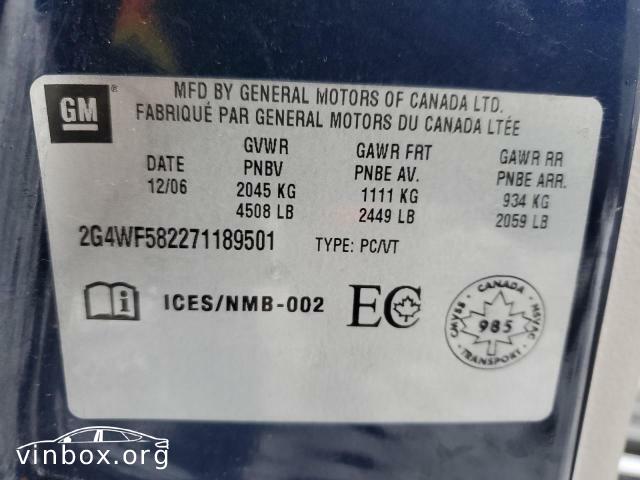 GM
MFD BY GENERAL MOTORS OF CANADA LTD.
FABRIQUÉ PAR GENERAL MOTORS DU CANADA LTÉE
DATE
12/06
GVWR
PNBV
2045 KG
4508 LB
GAWR FRT
PNBE AV.
1111 KG
2449 LB
GAWR RR
PNBE ARR.
934 KG
2059 LB
2G4WF582271189501 TYPE: PC/VT
i ICES/NMB-002 EC
CANADA
CMVSS 985 NSVAC
TRANSPORT
vinbox.org